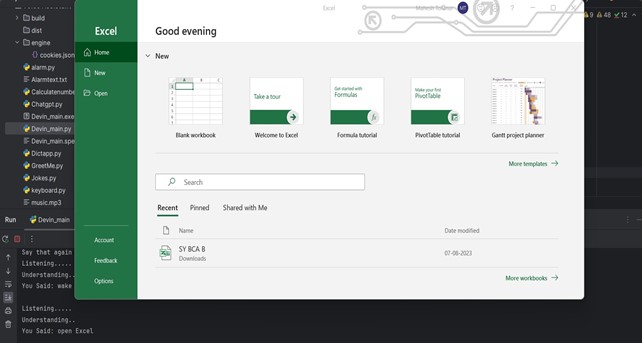 build
dist
engine
cookies.json
alarm.py
Alarmtext.txt
Calculatenumbe
Chatgpt.py
Devin_main.exe
Devin_main.py
Devin_main.spe
Dictapp.py
GreetMe.py
Jokes.py
keyboard.py
music.mp3
Run
Devin_main
Say that again
Listening.....
Understanding..
You Said: wake
Listening.....
Understanding..
You Said: open Excel
Excel
Home
New
Open
Account
Feedback
Options
Excel
MT
?
9 48 12
Good evening
New
Blank workbook
Take a tour
Welcome to Excel
Get started with
Formulas
fx
Formula tutorial
Make your first
PivotTable
PivotTable tutorial
Project Planner
Gantt project planner
More templates
Search
Recent Pinned Shared with Me
Name Date modified
SY BCA B
Downloads
07-08-2023
More workbooks